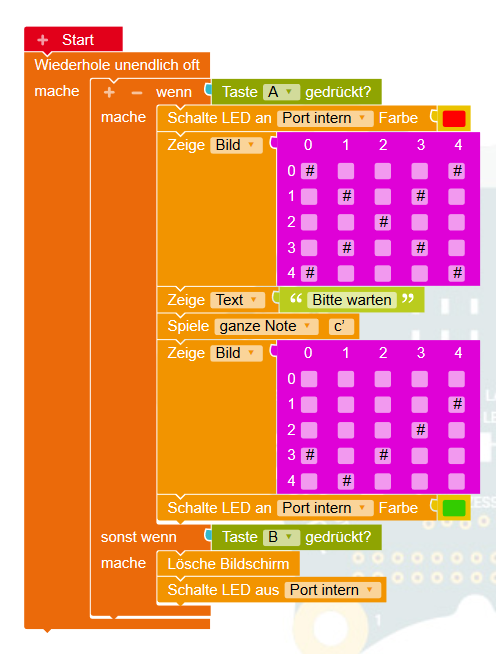 + Start
Wiederhole unendlich oft
mache + − wenn Taste A gedrückt?
mache Schalte LED an Port intern Farbe
Zeige Bild 0 1 2 3 4
0 # #
1 # #
2 #
3 # #
4 # #
Zeige Text “ Bitte warten ”
Spiele ganze Note c’
Zeige Bild 0 1 2 3 4
0
1 #
2 #
3 # #
4 #
Schalte LED an Port intern Farbe
sonst wenn Taste B gedrückt?
mache Lösche Bildschirm
Schalte LED aus Port intern
1